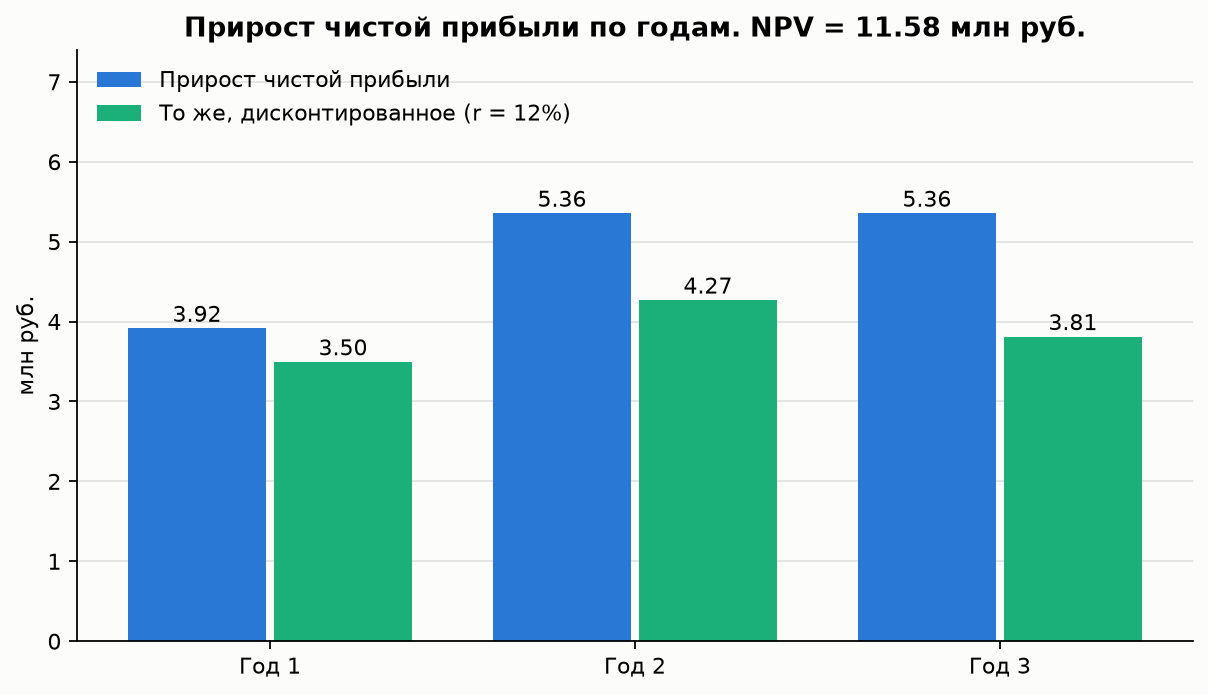 Прирост чистой прибыли по годам. NPV = 11.58 млн руб.
Прирост чистой прибыли
То же, дисконтированное (r = 12%)
млн руб.
7
6
5
4
3
2
1
0
3.92
3.50
5.36
4.27
5.36
3.81
Год 1
Год 2
Год 3